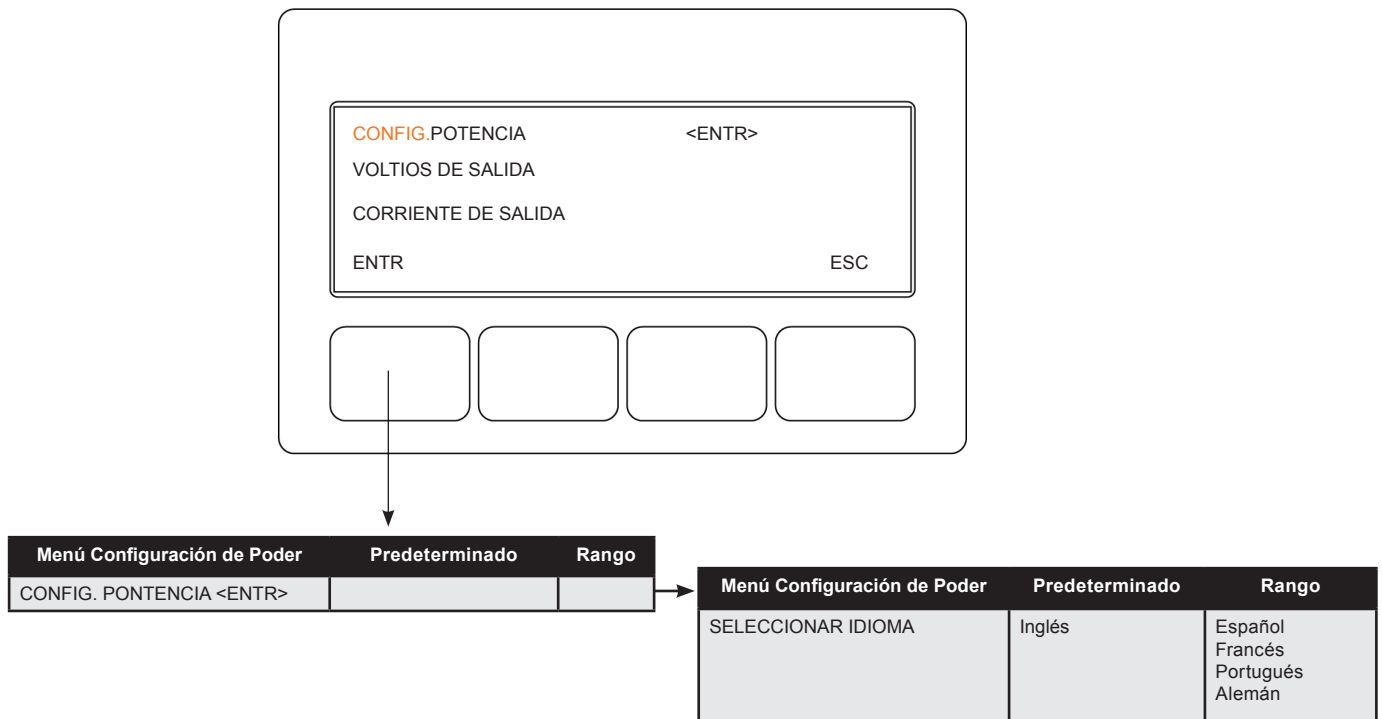 CONFIG.POTENCIA <ENTR>
VOLTIOS DE SALIDA
CORRIENTE DE SALIDA
ENTR ESC
Menú Configuración de Poder Predeterminado Rango
CONFIG. PONTENCIA <ENTR>
Menú Configuración de Poder Predeterminado Rango
SELECCIONAR IDIOMA Inglés Español
Francés
Portugués
Alemán